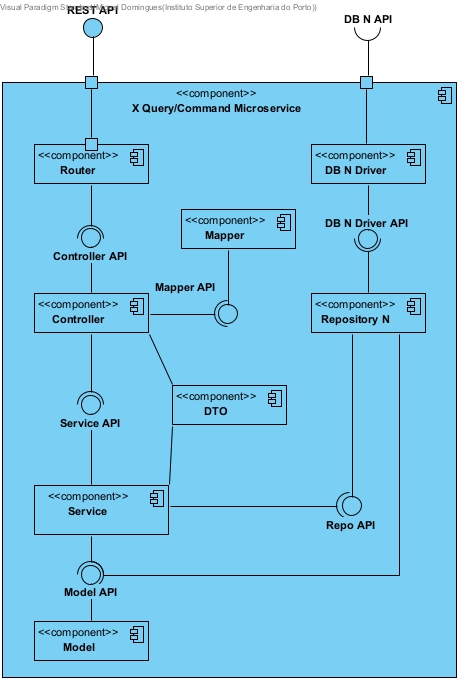 Visual Paradigm Domingues(Instituto Superior de Engenharia do Porto))
REST API
DB N API
<<component>>
X Query/Command Microservice
<<component>>
Router
<<component>>
DB N Driver
<<component>>
Mapper
DB N Driver API
Controller API
Mapper API
<<component>>
Controller
<<component>>
Repository N
<<component>>
DTO
Service API
<<component>>
Service
Repo API
Model API
<<component>>
Model